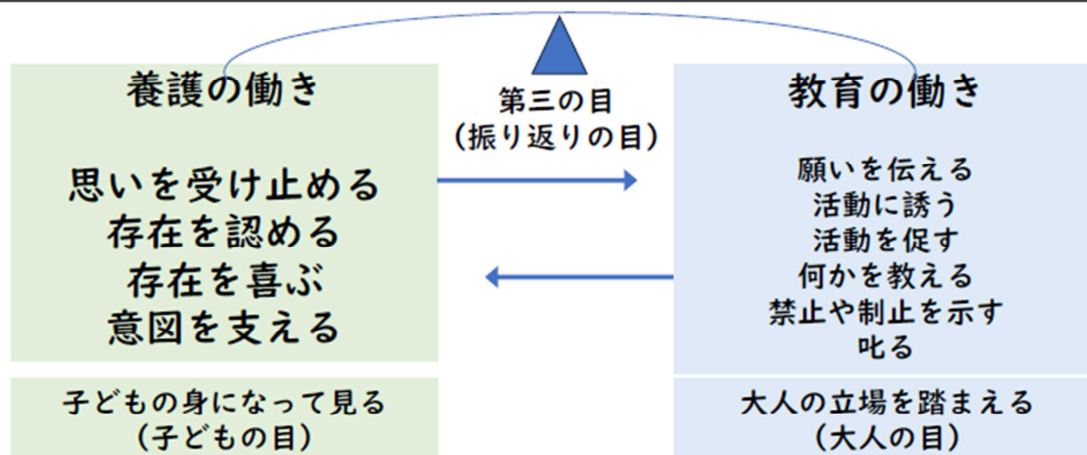 養護の働き
思いを受け止める
存在を認める
存在を喜ぶ
意図を支える
子どもの身になって見る
(子どもの目)
第三の目
(振り返りの目)
教育の働き
願いを伝える
活動に誘う
活動を促す
何かを教える
禁止や制止を示す
叱る
大人の立場を踏まえる
(大人の目)